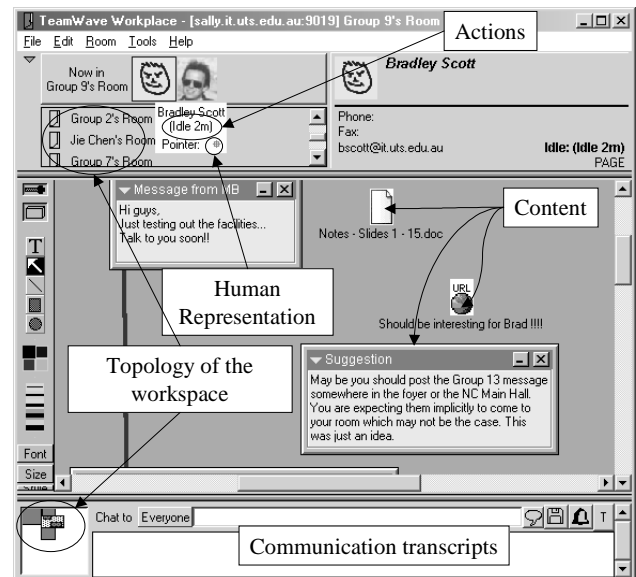 TeamWave Workplace - [sally.it.uts.edu.au:9019] Group 9's Room
File Edit Room Tools Help
Actions
Now in
Group 9's Room
Bradley Scott
Bradley Scott
(Idle 2m)
Pointer:
Group 2's Room
Jie Chen's Room
Group 7's Room
Phone:
Fax:
bscott@it.uts.edu.au
Idle: (Idle 2m)
PAGE
Message from MB
Hi guys,
Just testing out the facilities...
Talk to you soon!!
Notes - Slides 1 - 15.doc
Content
URL
Should be interesting for Brad !!!!
Human
Representation
T
Topology of the
workspace
Suggestion
May be you should post the Group 13 message
somewhere in the foyer or the NC Main Hall.
You are expecting them implicitly to come to
your room which may not be the case. This
was just an idea.
Font
Size
Chat to Everyone
T
Communication transcripts